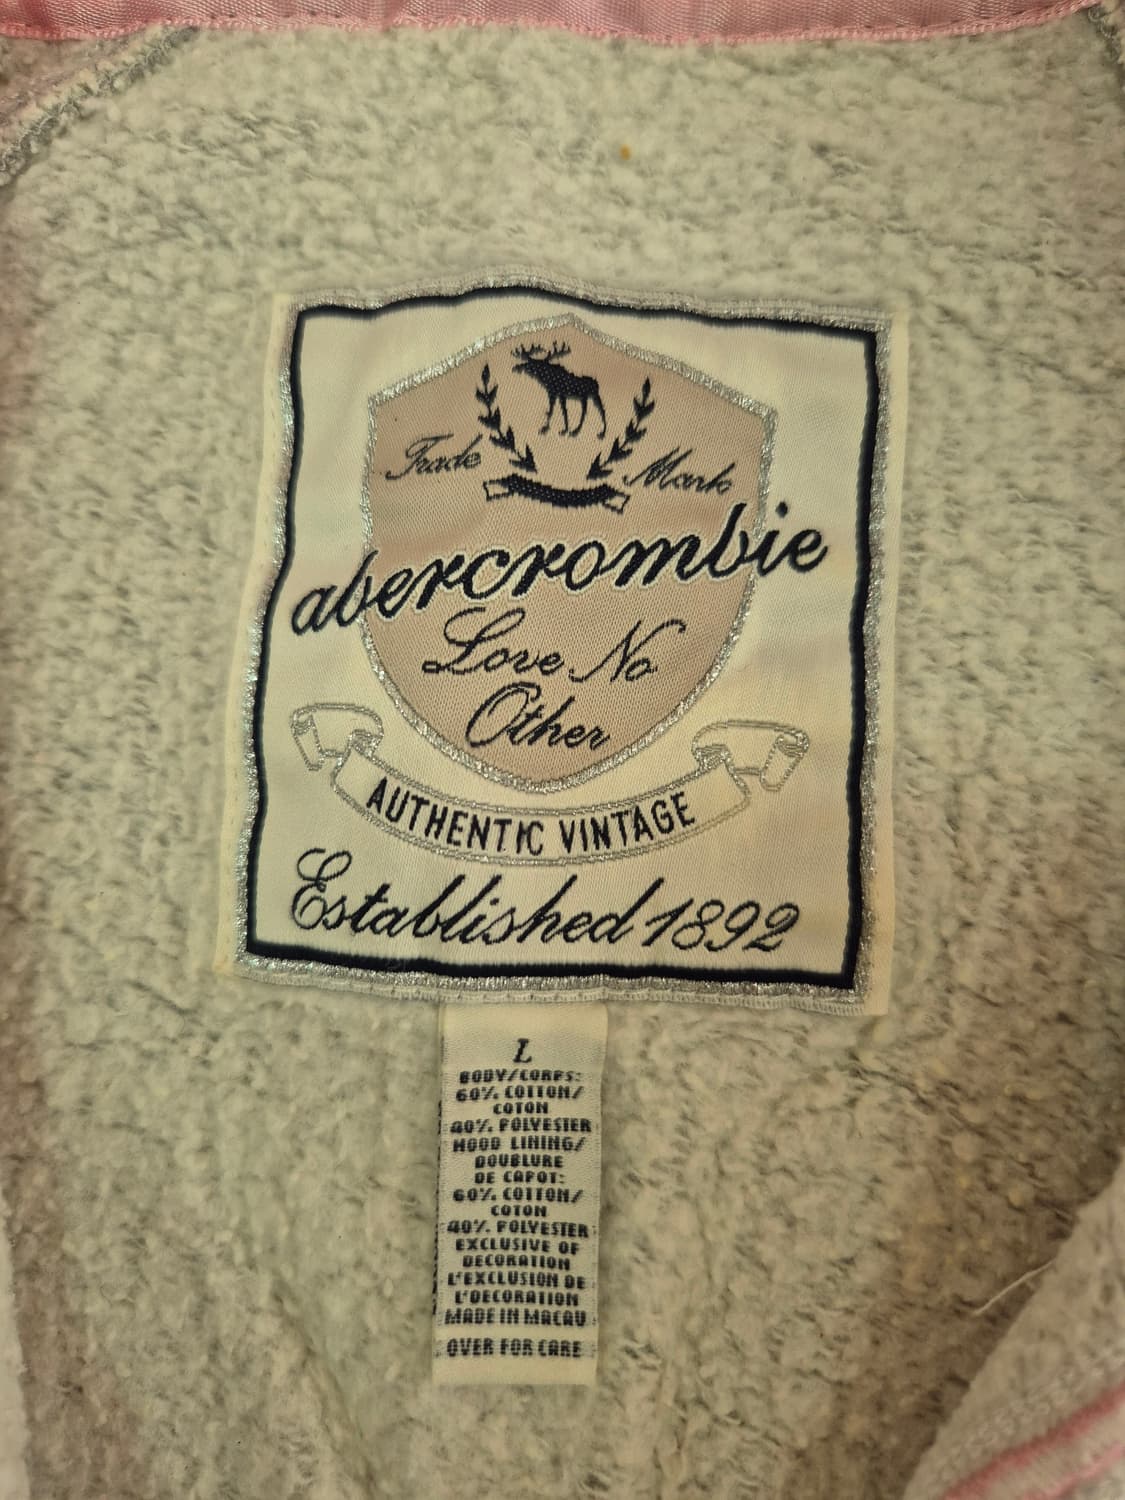 Trade Mark
abercrombie
Love No
Other
AUTHENTIC VINTAGE
Established 1892
L
BODY/CORPS:
60% COTTON/
COTON
40% POLYESTER
HOOD LINING/
DOUBLURE
DE CAPOT:
60% COTTON/
COTON
40% POLYESTER
EXCLUSIVE OF
DECORATION
L'EXCLUSION DE
L'DECORATION
MADE IN MACAU
OVER FOR CARE